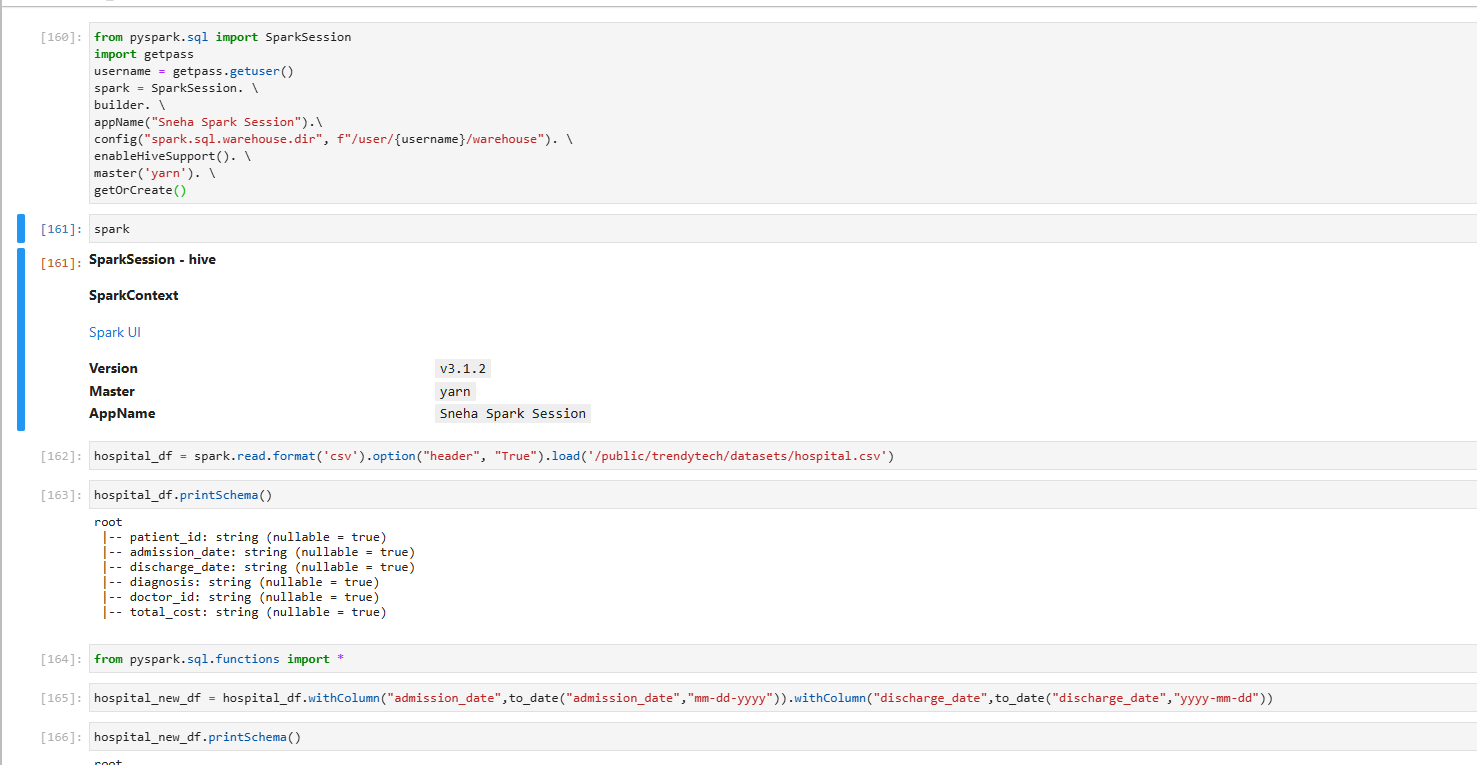 [160]: from pyspark.sql import SparkSession
import getpass
username = getpass.getuser()
spark = SparkSession. \
builder. \
appName("Sneha Spark Session").\
config("spark.sql.warehouse.dir", f"/user/{username}/warehouse"). \
enableHiveSupport(). \
master('yarn'). \
getOrCreate()
[161]: spark
[161]: SparkSession - hive
SparkContext
Spark UI
Version v3.1.2
Master yarn
AppName Sneha Spark Session
[162]: hospital_df = spark.read.format('csv').option("header", "True").load('/public/trendytech/datasets/hospital.csv')
[163]: hospital_df.printSchema()
root
|-- patient_id: string (nullable = true)
|-- admission_date: string (nullable = true)
|-- discharge_date: string (nullable = true)
|-- diagnosis: string (nullable = true)
|-- doctor_id: string (nullable = true)
|-- total_cost: string (nullable = true)
[164]: from pyspark.sql.functions import *
[165]: hospital_new_df = hospital_df.withColumn("admission_date",to_date("admission_date","mm-dd-yyyy")).withColumn("discharge_date",to_date("discharge_date","yyyy-mm-dd"))
[166]: hospital_new_df.printSchema()
root